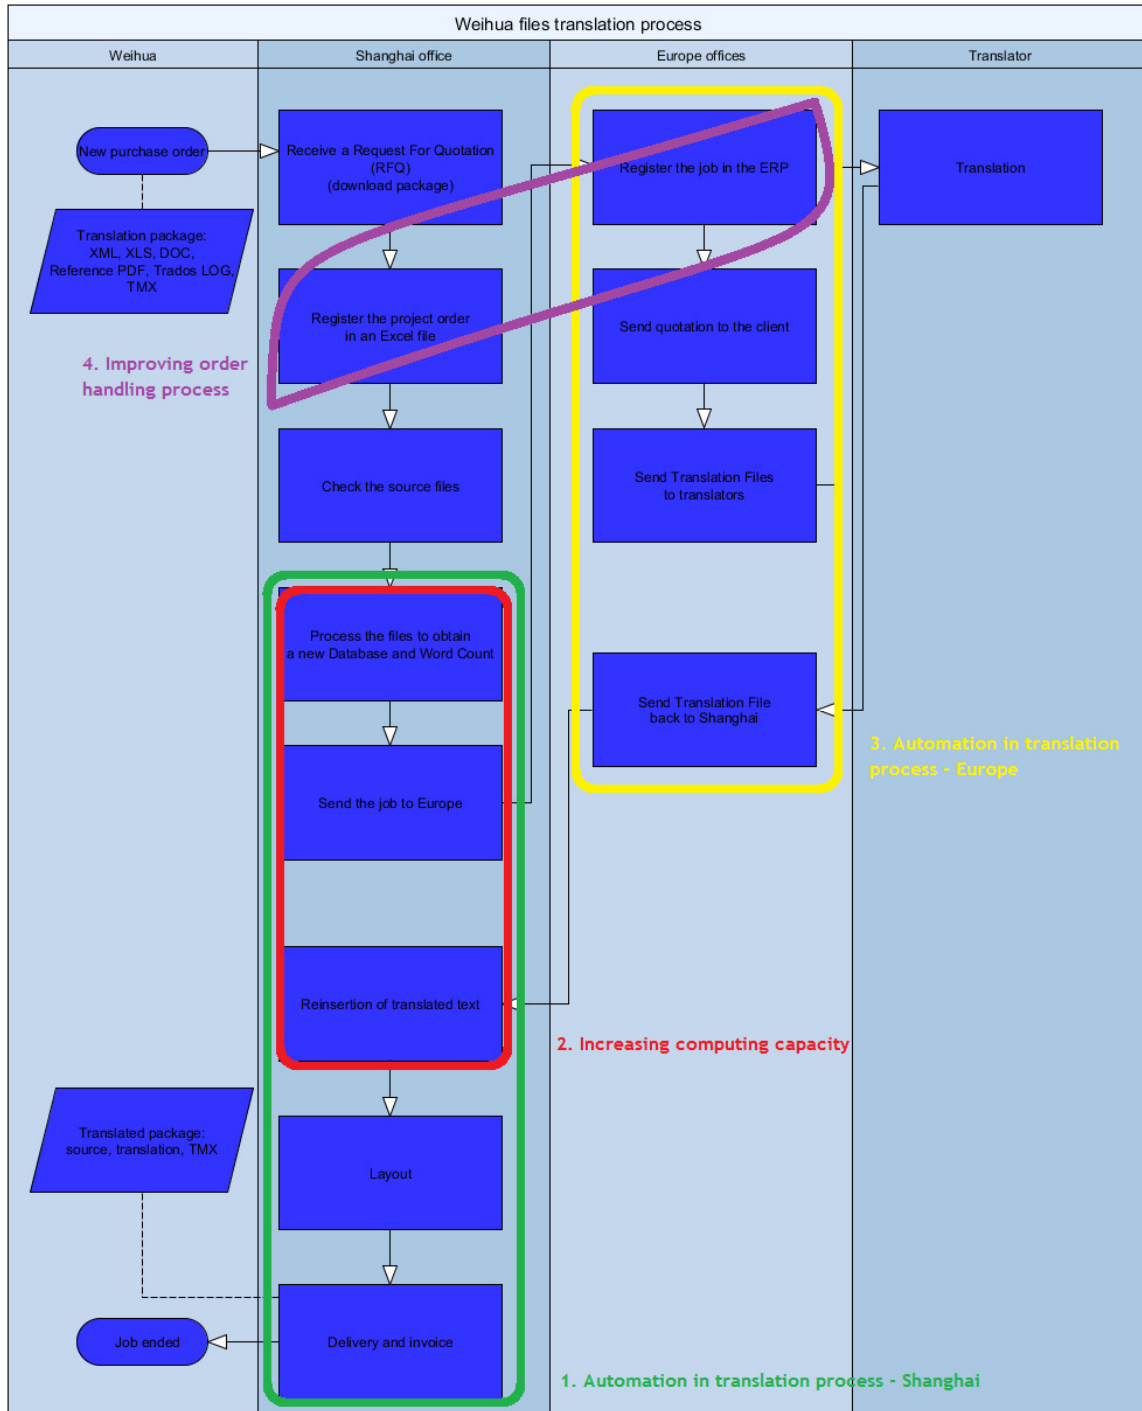 Weihua files translation process
Weihua
Shanghai office
Europe offices
Translator
New purchase order
Translation package:
XML, XLS, DOC,
Reference PDF, Trados LOG,
TMX
Receive a Request For Quotation
(RFQ)
(download package)
Register the job in the ERP
Translation
Register the project order
in an Excel file
Send quotation to the client
4. Improving order
handling process
Check the source files
Send Translation Files
to translators
Process the files to obtain
a new Database and Word Count
Send Translation File
back to Shanghai
3. Automation in translation
process - Europe
Send the job to Europe
Reinsertion of translated text
2. Increasing computing capacity
Translated package:
source, translation, TMX
Layout
Job ended
Delivery and invoice
1. Automation in translation process - Shanghai